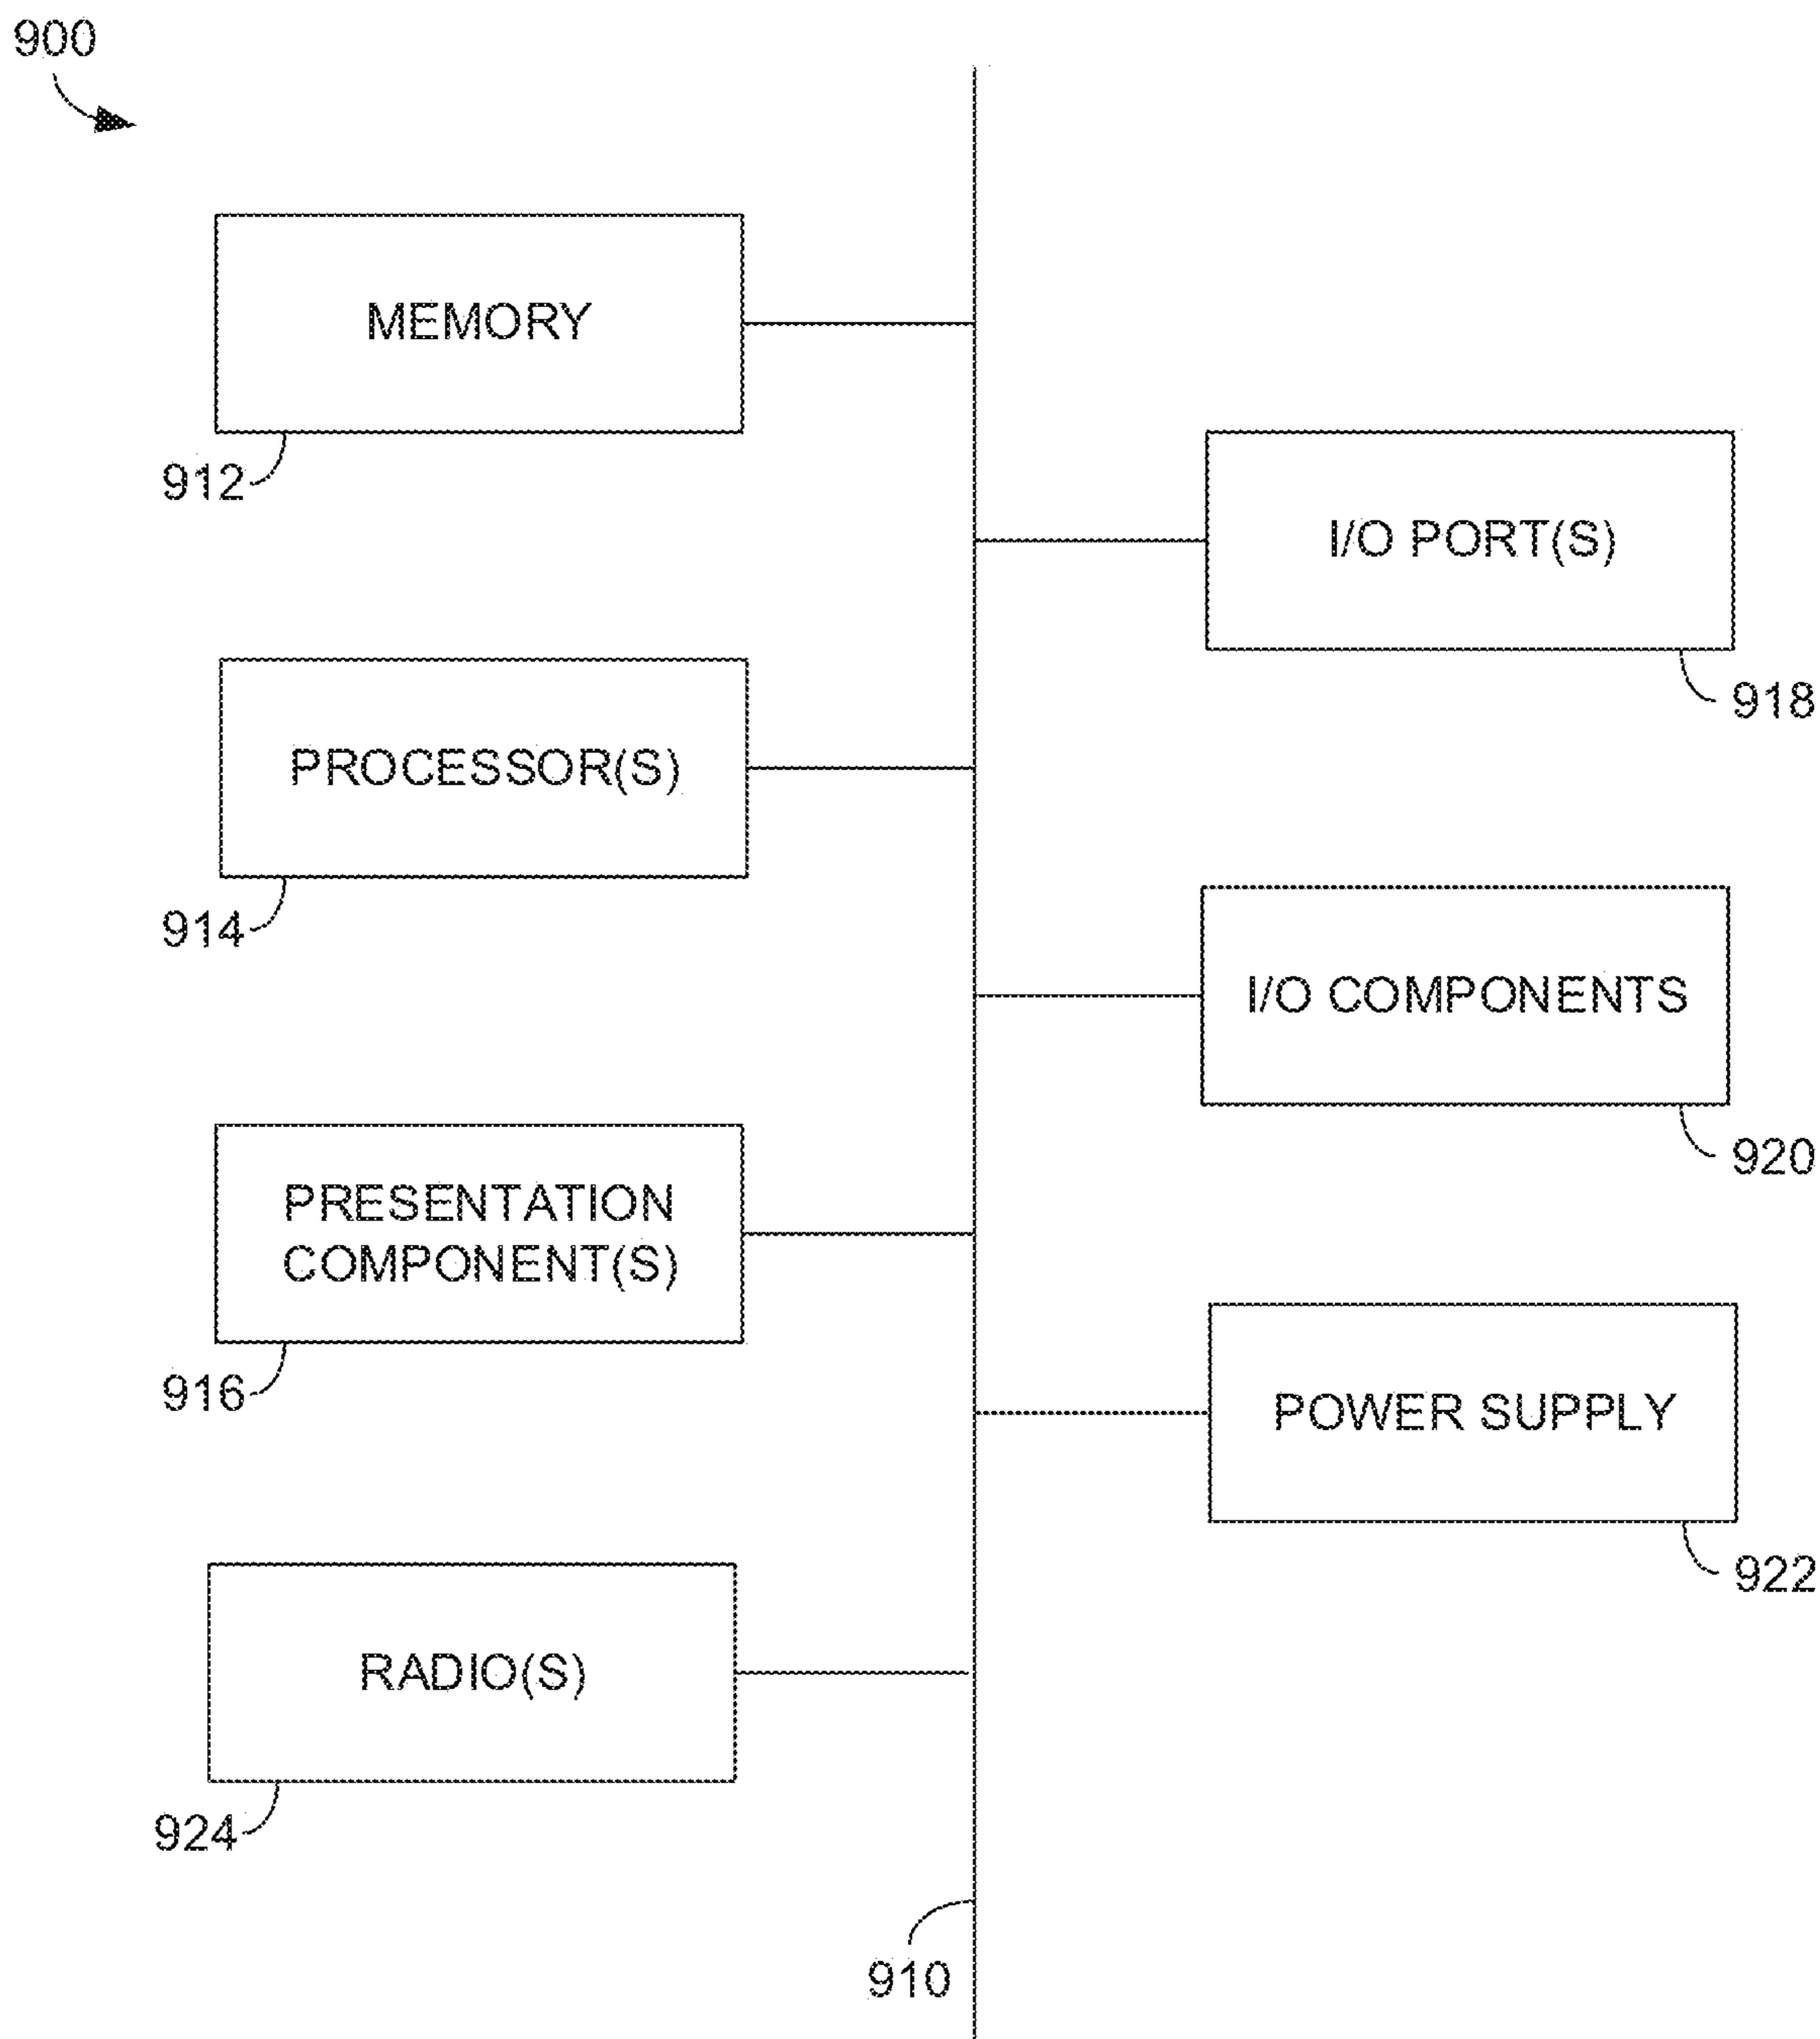 900
MEMORY
912
I/O PORT(S)
918
PROCESSOR(S)
914
I/O COMPONENTS
920
PRESENTATION
COMPONENT(S)
916
POWER SUPPLY
922
RADIO(S)
924
910